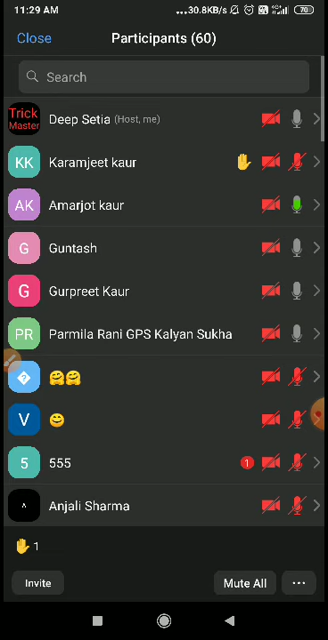 11:29 AM ...30.8KB/s 4G+ 70
Close Participants (60)
Search
Trick Master Deep Setia (Host, me)
KK Karamjeet kaur
AK Amarjot kaur
G Guntash
G Gurpreet Kaur
PR Parmila Rani GPS Kalyan Sukha
🤗🤗
V 😊
5 555 1
Anjali Sharma
✋ 1
Invite Mute All ...